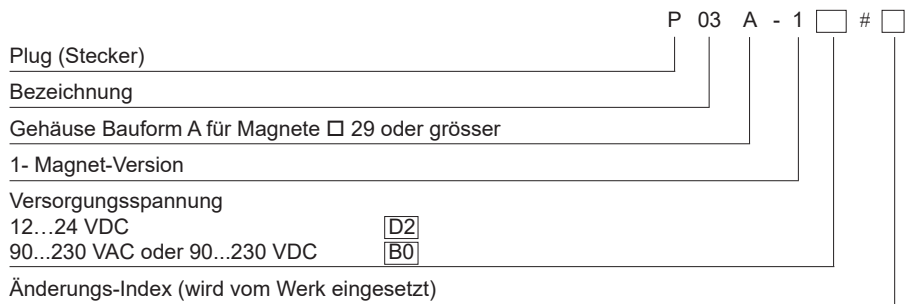 P 03 A - 1 □ # □
Plug (Stecker)
Bezeichnung
Gehäuse Bauform A für Magnete □ 29 oder grösser
1- Magnet-Version
Versorgungsspannung
12…24 VDC D2
90...230 VAC oder 90...230 VDC B0
Änderungs-Index (wird vom Werk eingesetzt)